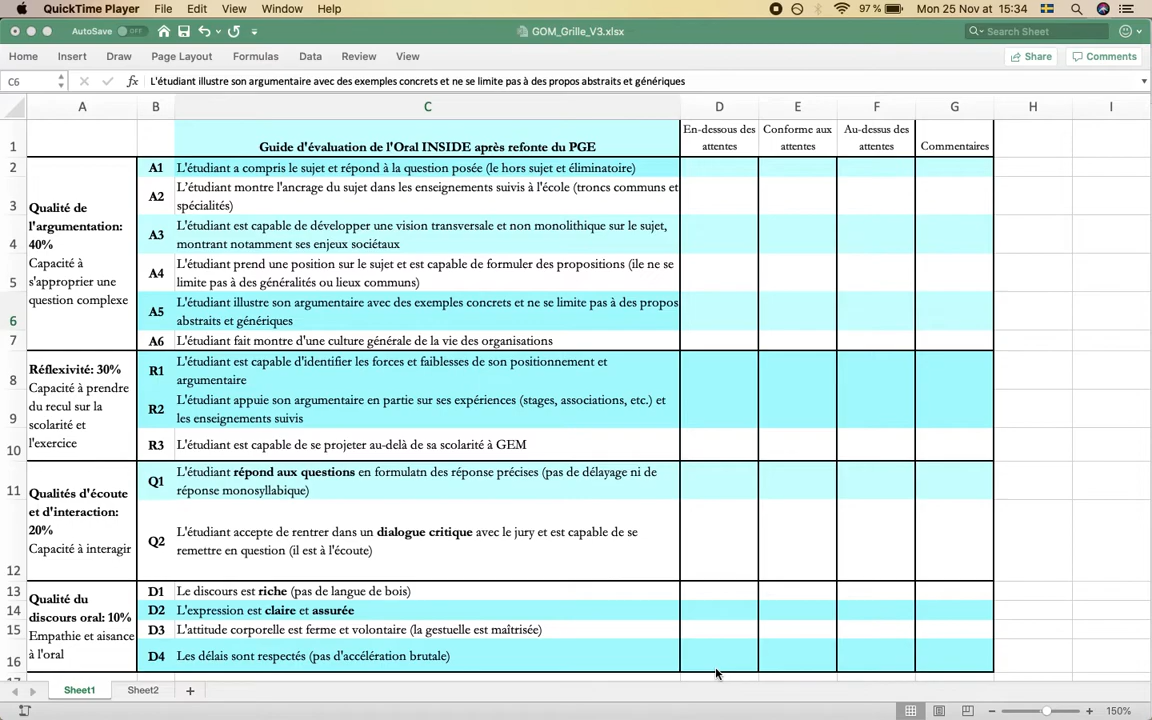 QuickTime Player File Edit View Window Help 97 % Mon 25 Nov at 15:34
AutoSave OFF GOM_Grille_V3.xlsx Search Sheet
Home Insert Draw Page Layout Formulas Data Review View Share Comments
C6 fx L'étudiant illustre son argumentaire avec des exemples concrets et ne se limite pas à des propos abstraits et génériques
A B C D E F G H I
1
Guide d'évaluation de l'Oral INSIDE après refonte du PGE
En-dessous des
attentes
Conforme aux
attentes
Au-dessus des
attentes
Commentaires
Qualité de
l'argumentation:
40%
Capacité à
s'approprier une
question complexe
2 A1 L'étudiant a compris le sujet et répond à la question posée (le hors sujet et éliminatoire)
3 A2 L'étudiant montre l'ancrage du sujet dans les enseignements suivis à l'école (troncs communs et
spécialités)
4 A3 L'étudiant est capable de développer une vision transversale et non monolithique sur le sujet,
montrant notamment ses enjeux sociétaux
5 A4 L'étudiant prend une position sur le sujet et est capable de formuler des propositions (ile ne se
limite pas à des généralités ou lieux communs)
6 A5 L'étudiant illustre son argumentaire avec des exemples concrets et ne se limite pas à des propos
abstraits et génériques
7 A6 L'étudiant fait montre d'une culture générale de la vie des organisations
Réflexivité: 30%
Capacité à prendre
du recul sur la
scolarité et
l'exercice
8 R1 L'étudiant est capable d'identifier les forces et faiblesses de son positionnement et
argumentaire
9 R2 L'étudiant appuie son argumentaire en partie sur ses expériences (stages, associations, etc.) et
les enseignements suivis
10 R3 L'étudiant est capable de se projeter au-delà de sa scolarité à GEM
Qualités d'écoute
et d'interaction:
20%
Capacité à interagir
11 Q1 L'étudiant répond aux questions en formulatn des réponse précises (pas de délayage ni de
réponse monosyllabique)
12 Q2 L'étudiant accepte de rentrer dans un dialogue critique avec le jury et est capable de se
remettre en question (il est à l'écoute)
Qualité du
discours oral: 10%
Empathie et aisance
à l'oral
13 D1 Le discours est riche (pas de langue de bois)
14 D2 L'expression est claire et assurée
15 D3 L'attitude corporelle est ferme et volontaire (la gestuelle est maîtrisée)
16 D4 Les délais sont respectés (pas d'accélération brutale)
Sheet1 Sheet2 +
150%